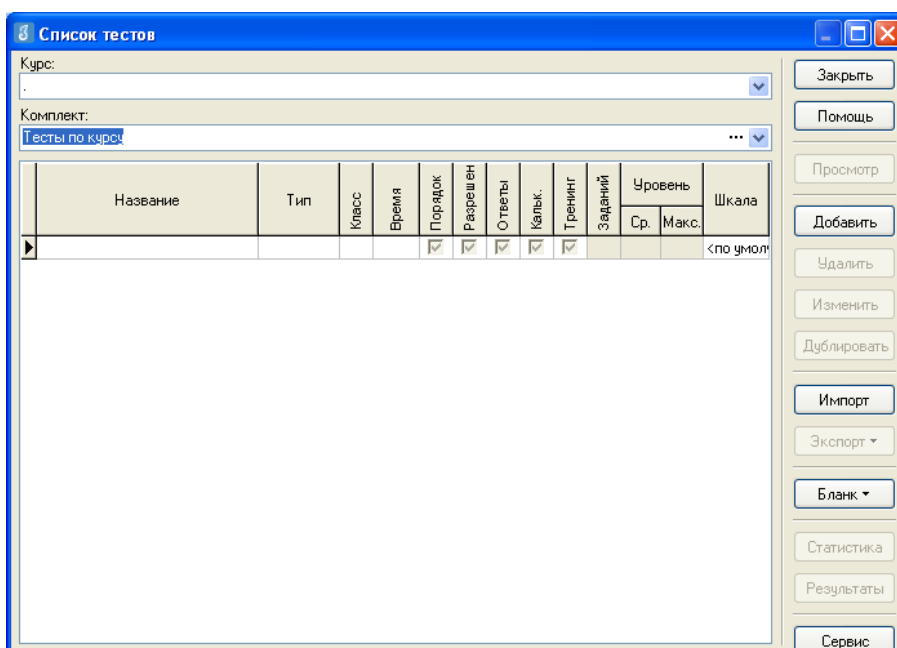 Список тестов
Курс:
.
Комплект:
Тесты по курсу ...
Название Тип Класс Время Порядок Разрешен Ответы Кальк. Тренинг Заданий Уровень Шкала
Ср. Макс.
<по умол
Закрыть
Помощь
Просмотр
Добавить
Удалить
Изменить
Дублировать
Импорт
Экспорт
Бланк
Статистика
Результаты
Сервис